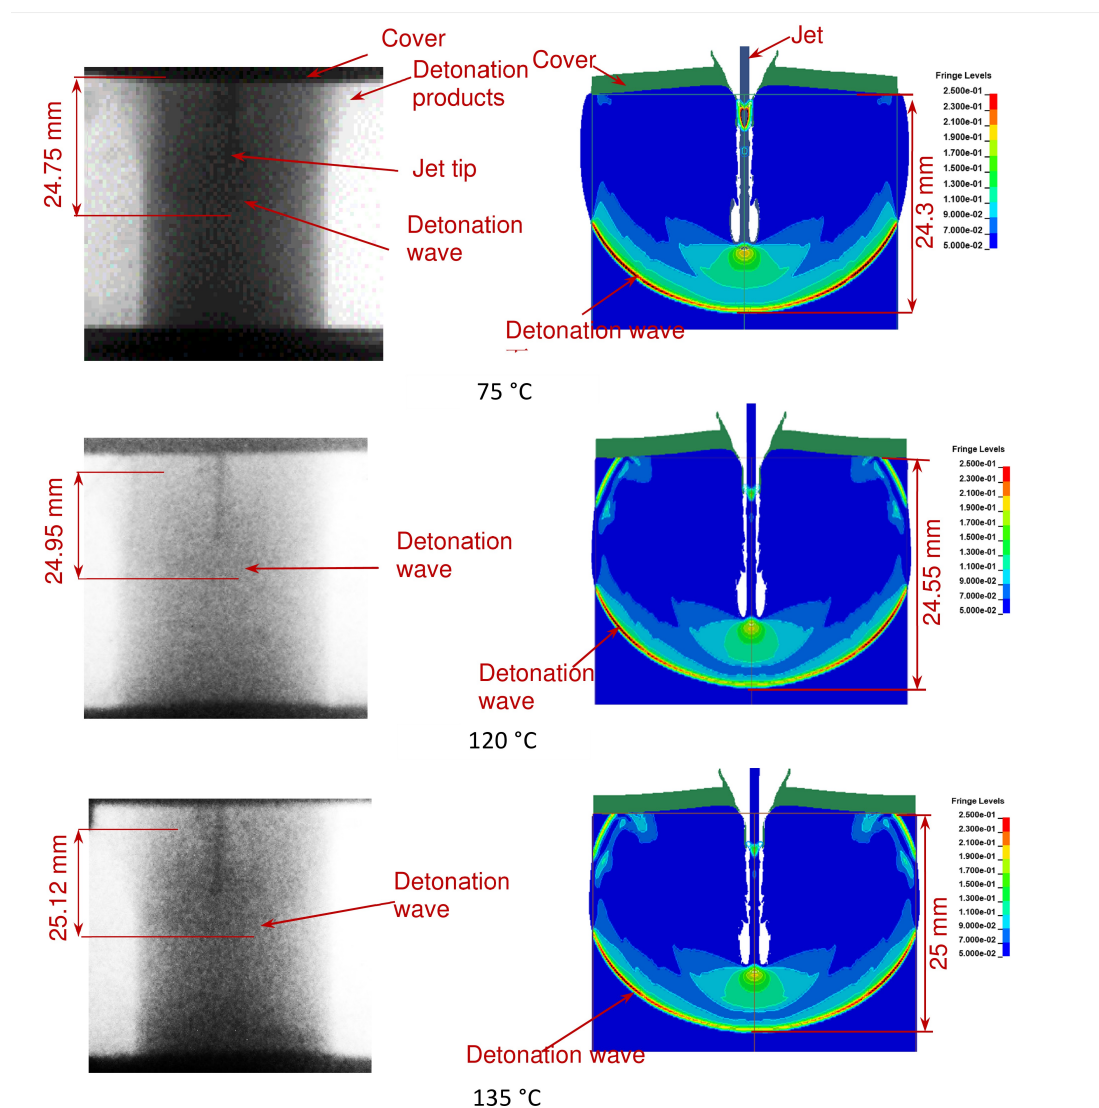 Cover
Detonation
products
24.75 mm
Jet tip
Detonation
wave
Jet
Cover
24.3 mm
Detonation wave
Fringe Levels
2.500e-01
2.300e-01
2.100e-01
1.900e-01
1.700e-01
1.500e-01
1.300e-01
1.100e-01
9.000e-02
7.000e-02
5.000e-02
75 °C
24.95 mm
Detonation
wave
Detonation
wave
24.55 mm
Fringe Levels
2.500e-01
2.300e-01
2.100e-01
1.900e-01
1.700e-01
1.500e-01
1.300e-01
1.100e-01
9.000e-02
7.000e-02
5.000e-02
120 °C
25.12 mm
Detonation
wave
Detonation wave
25 mm
Fringe Levels
2.500e-01
2.300e-01
2.100e-01
1.900e-01
1.700e-01
1.500e-01
1.300e-01
1.100e-01
9.000e-02
7.000e-02
5.000e-02
135 °C